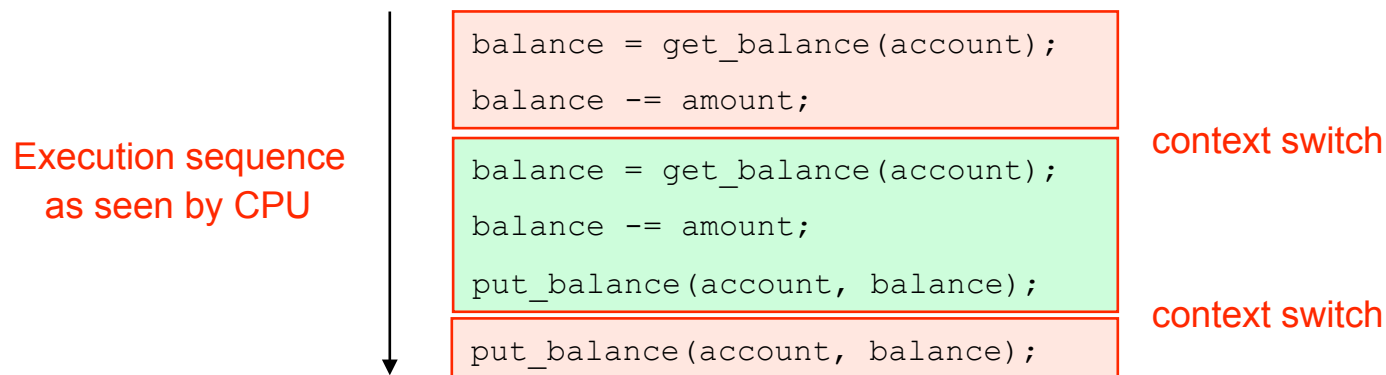 Execution sequence
as seen by CPU
balance = get_balance(account);
balance -= amount;
context switch
balance = get_balance(account);
balance -= amount;
put_balance(account, balance);
context switch
put_balance(account, balance);